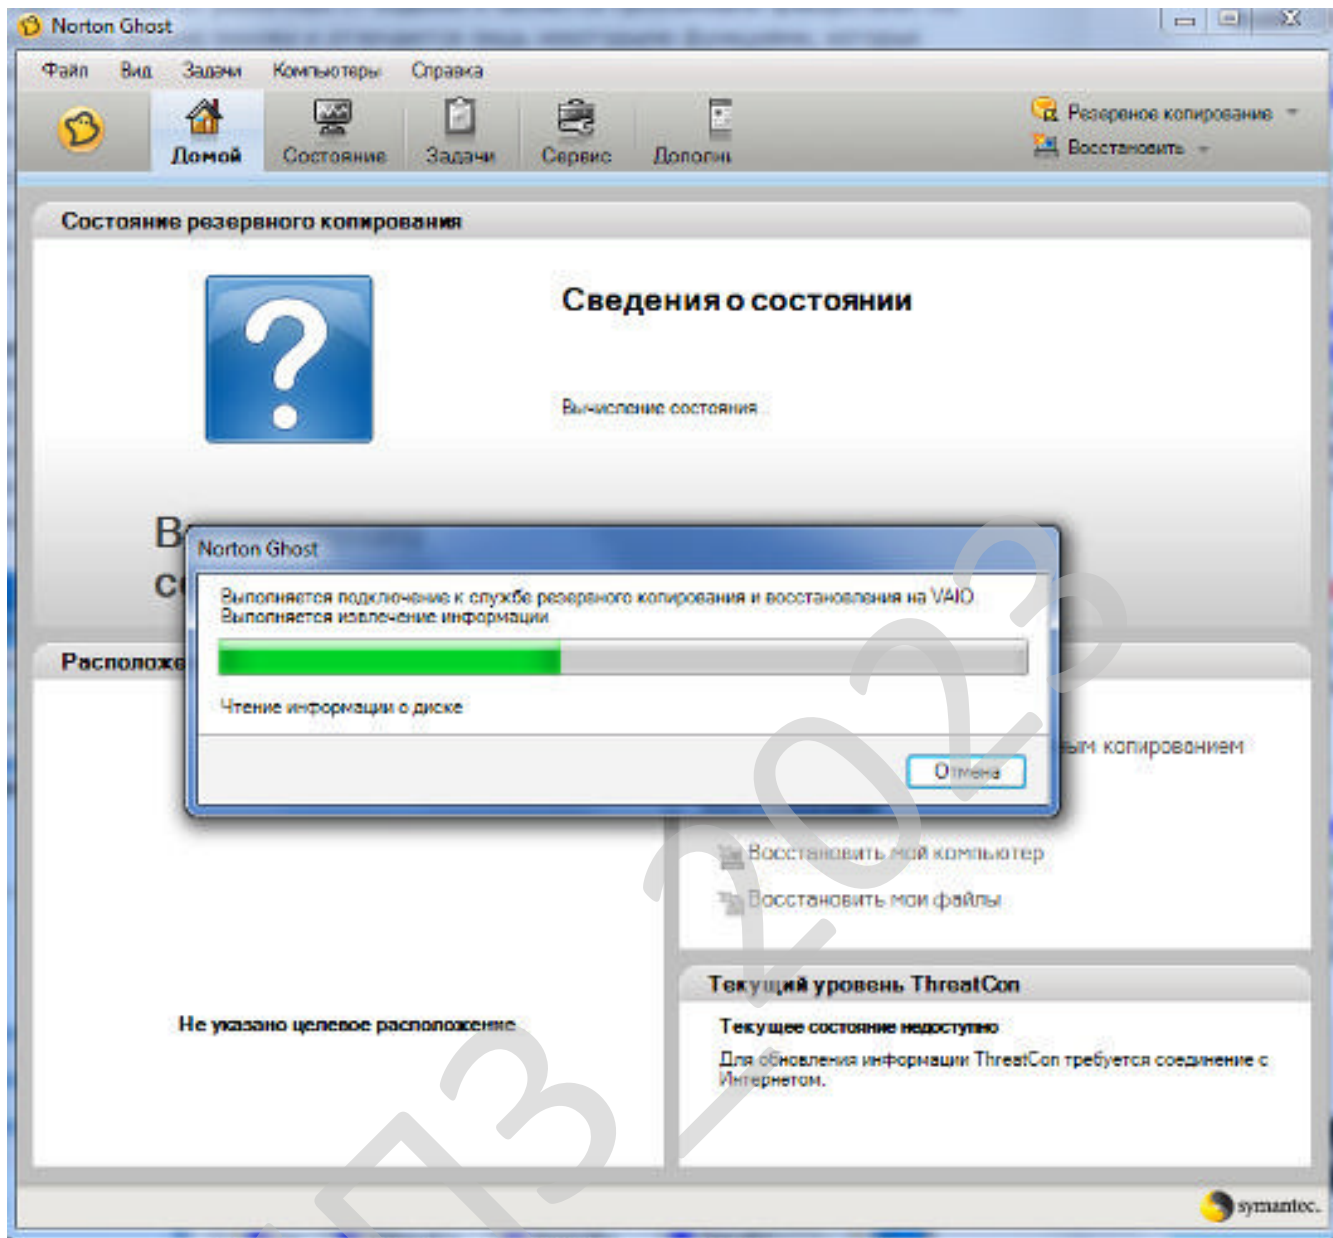 Norton Ghost
Файл Вид Задачи Компьютеры Справка
Домой Состояние Задачи Сервис Дополнь
Резервное копирование
Восстановить
Состояние резервного копирования
Сведения о состоянии
Вычисление состояния
Norton Ghost
Выполняется подключение к службе резервного копирования и восстановления на VAIO.
Выполняется извлечение информации
Чтение информации о диске
Отмена
Располож
ым копированием
Восстановить мой компьютер
Восстановить мои файлы
Не указано целевое расположение
Текущий уровень ThreatCon
Текущее состояние недоступно
Для обновления информации ThreatCon требуется соединение с
Интернетом.
symantec.
ПЗ_2023